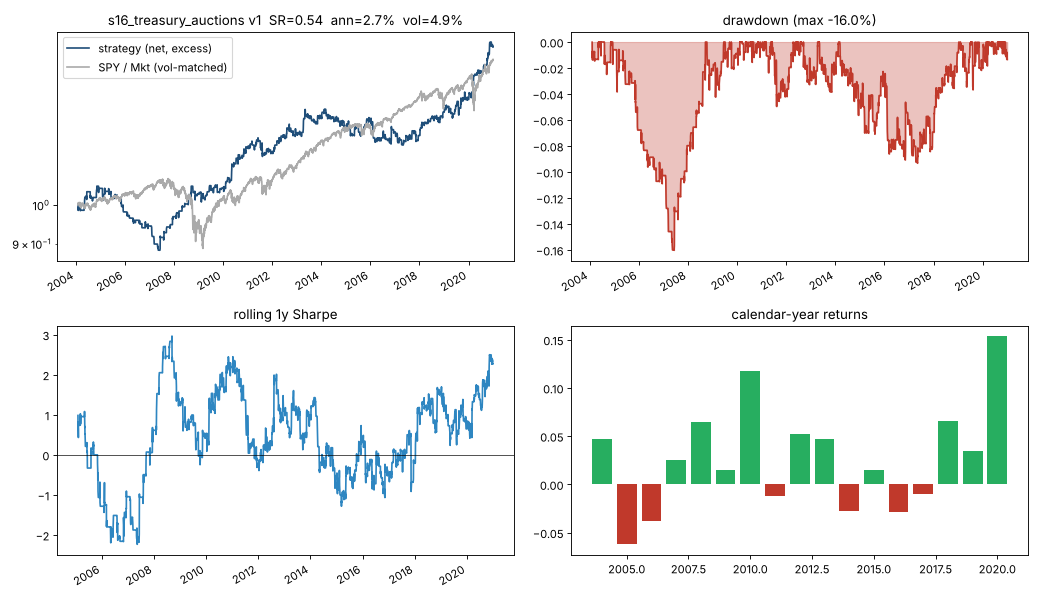 s16_treasury_auctions v1 SR=0.54 ann=2.7% vol=4.9%
strategy (net, excess)
SPY / Mkt (vol-matched)
10⁰
9 × 10⁻¹
2004 2006 2008 2010 2012 2014 2016 2018 2020
drawdown (max -16.0%)
0.00
−0.02
−0.04
−0.06
−0.08
−0.10
−0.12
−0.14
−0.16
2004 2006 2008 2010 2012 2014 2016 2018 2020
rolling 1y Sharpe
3
2
1
0
−1
−2
2006 2008 2010 2012 2014 2016 2018 2020
calendar-year returns
0.15
0.10
0.05
0.00
−0.05
2005.0 2007.5 2010.0 2012.5 2015.0 2017.5 2020.0